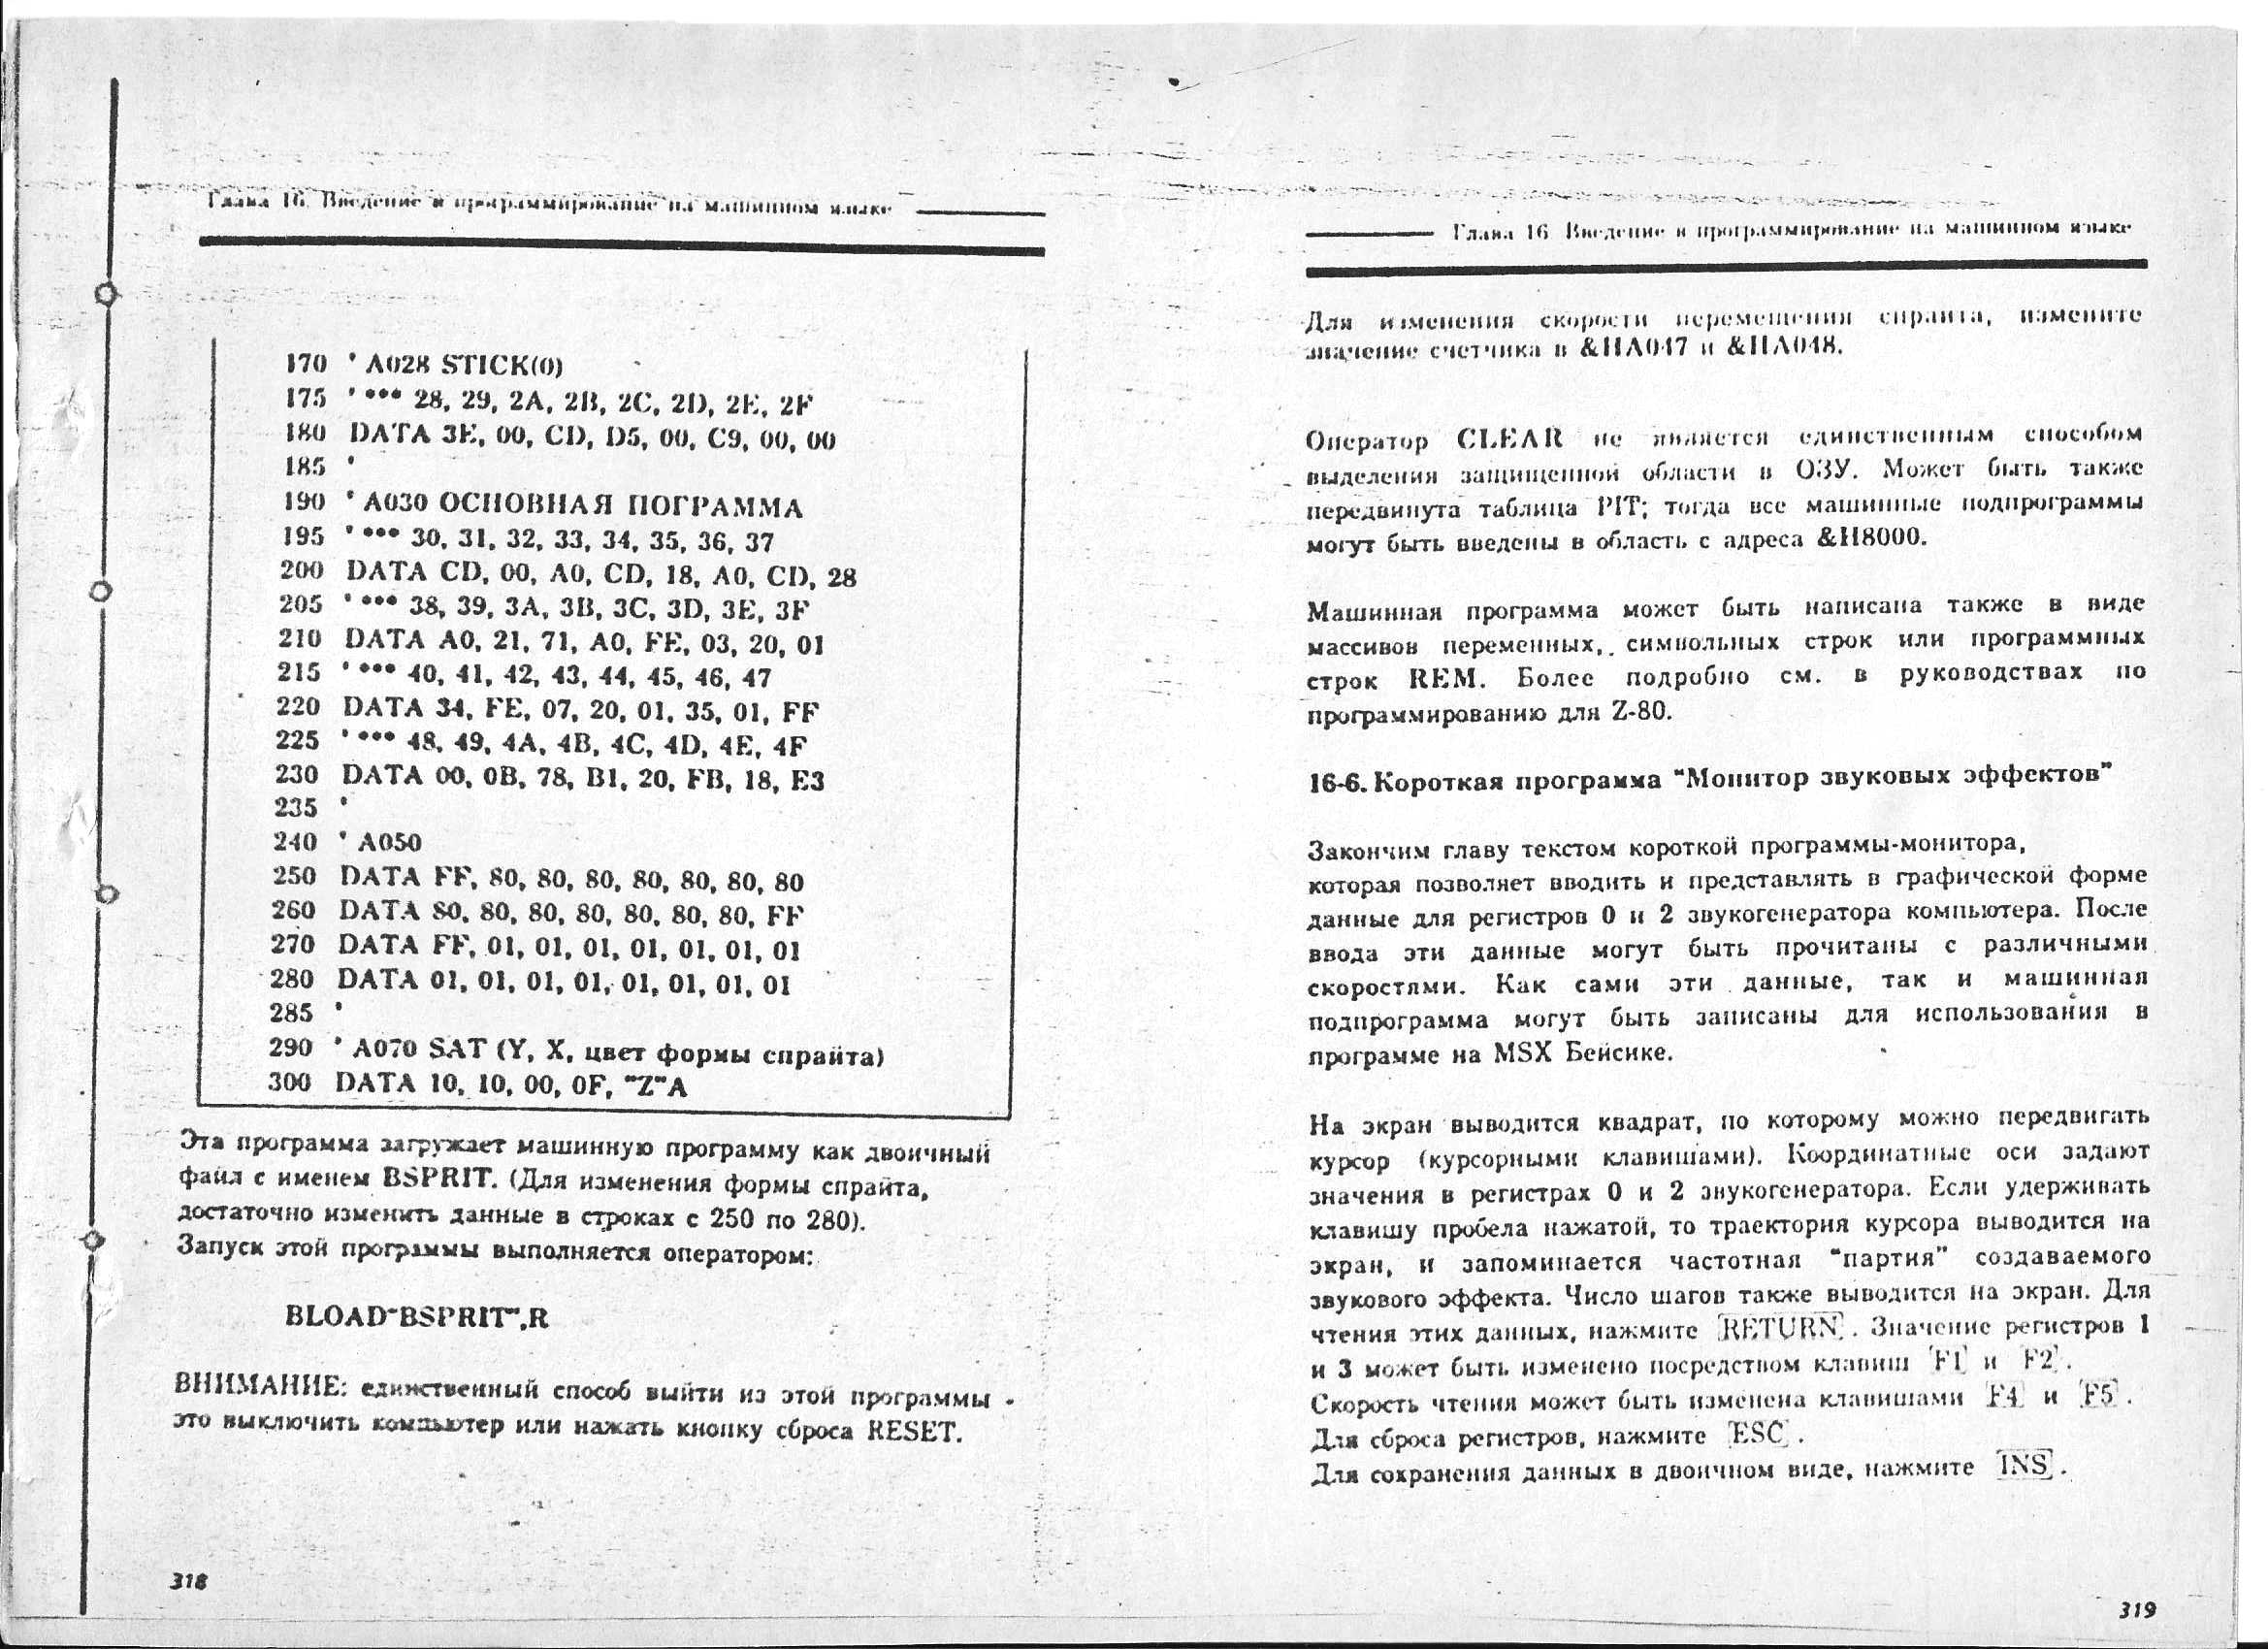 Глава 16. Введение в программирование на машинном языке
170 ' A028 STICK(0)
175 ' *** 28, 29, 2A, 2B, 2C, 2D, 2E, 2F
180 DATA 3E, 00, CD, D5, 00, C9, 00, 00
185 '
190 ' A030 ОСНОВНАЯ ПОГРАММА
195 ' *** 30, 31, 32, 33, 34, 35, 36, 37
200 DATA CD, 00, A0, CD, 18, A0, CD, 28
205 ' *** 38, 39, 3A, 3B, 3C, 3D, 3E, 3F
210 DATA A0, 21, 71, A0, FE, 03, 20, 01
215 ' *** 40, 41, 42, 43, 44, 45, 46, 47
220 DATA 34, FE, 07, 20, 01, 35, 01, FF
225 ' *** 48, 49, 4A, 4B, 4C, 4D, 4E, 4F
230 DATA 00, 0B, 78, B1, 20, FB, 18, E3
235 '
240 ' A050
250 DATA FF, 80, 80, 80, 80, 80, 80, 80
260 DATA 80, 80, 80, 80, 80, 80, 80, FF
270 DATA FF, 01, 01, 01, 01, 01, 01, 01
280 DATA 01, 01, 01, 01, 01, 01, 01, 01
285 '
290 ' A070 SAT (Y, X, цвет формы спрайта)
300 DATA 10, 10, 00, 0F, "Z"A
Эта программа загружает машинную программу как двоичный
файл с именем BSPRIT. (Для изменения формы спрайта,
достаточно изменить данные в строках с 250 по 280).
Запуск этой программы выполняется оператором:
BLOAD"BSPRIT",R
ВНИМАНИЕ: единственный способ выйти из этой программы -
это выключить компьютер или нажать кнопку сброса RESET.
318
Глава 16 Введение в программирование на машинном языке
Для изменения скорости перемещения спрайта, измените
значение счетчика в &HA047 и &HA048.
Оператор CLEAR не является единственным способом
выделения защищенной области в ОЗУ. Может быть также
передвинута таблица PIT; тогда все машинные подпрограммы
могут быть введены в область с адреса &H8000.
Машинная программа может быть написана также в виде
массивов переменных, символьных строк или программных
строк REM. Более подробно см. в руководствах по
программированию для Z-80.
16-6. Короткая программа "Монитор звуковых эффектов"
Закончим главу текстом короткой программы-монитора,
которая позволяет вводить и представлять в графической форме
данные для регистров 0 и 2 звукогенератора компьютера. После
ввода эти данные могут быть прочитаны с различными
скоростями. Как сами эти данные, так и машинная
подпрограмма могут быть записаны для использования в
программе на MSX Бейсике.
На экран выводится квадрат, по которому можно передвигать
курсор (курсорными клавишами). Координатные оси задают
значения в регистрах 0 и 2 звукогенератора. Если удерживать
клавишу пробела нажатой, то траектория курсора выводится на
экран, и запоминается частотная "партия" создаваемого
звукового эффекта. Число шагов также выводится на экран. Для
чтения этих данных, нажмите RETURN. Значение регистров 1
и 3 может быть изменено посредством клавиш F1 и F2.
Скорость чтения может быть изменена клавишами F4 и F5.
Для сброса регистров, нажмите ESC.
Для сохранения данных в двоичном виде, нажмите INS.
319